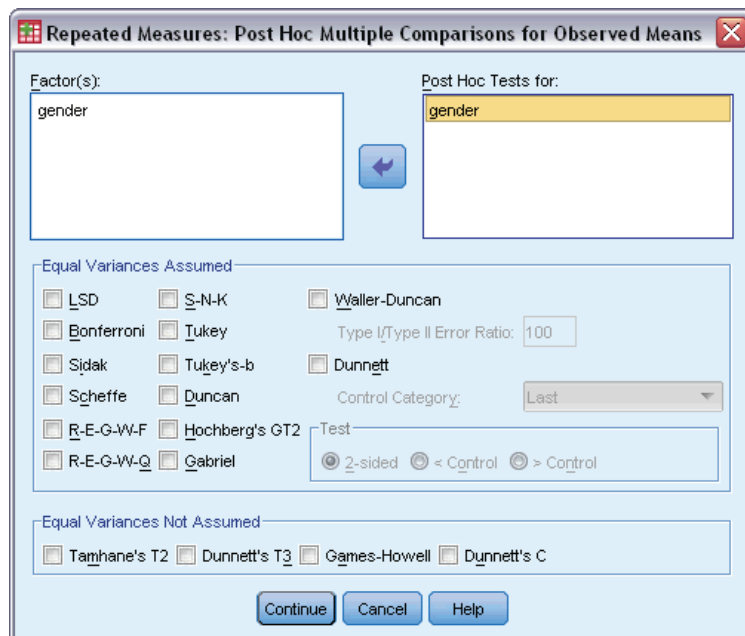 Repeated Measures: Post Hoc Multiple Comparisons for Observed Means
Factor(s):
gender
Post Hoc Tests for:
gender
Equal Variances Assumed
LSD S-N-K Waller-Duncan
Bonferroni Tukey Type I/Type II Error Ratio: 100
Sidak Tukey's-b Dunnett
Scheffe Duncan Control Category: Last
R-E-G-W-F Hochberg's GT2 Test
R-E-G-W-Q Gabriel 2-sided < Control > Control
Equal Variances Not Assumed
Tamhane's T2 Dunnett's T3 Games-Howell Dunnett's C
Continue Cancel Help